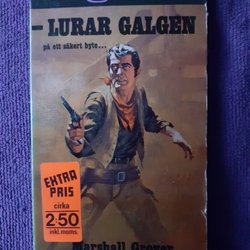 – LURAR GALGEN
på ett säkert byte...
EXTRA
PRIS
cirka
2:50
inkl. moms.
Marshall Grover